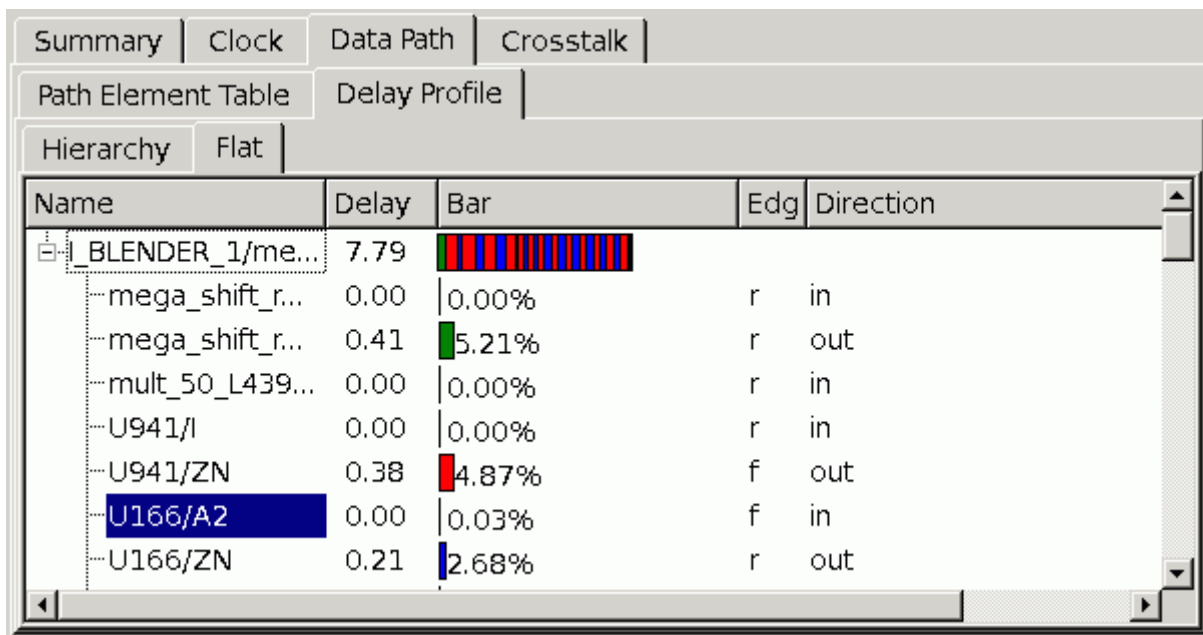 Summary Clock Data Path Crosstalk
Path Element Table Delay Profile
Hierarchy Flat
Name Delay Bar Edg Direction
I_BLENDER_1/me... 7.79
mega_shift_r... 0.00 0.00% r in
mega_shift_r... 0.41 5.21% r out
mult_50_L439... 0.00 0.00% r in
U941/I 0.00 0.00% r in
U941/ZN 0.38 4.87% f out
U166/A2 0.00 0.03% f in
U166/ZN 0.21 2.68% r out